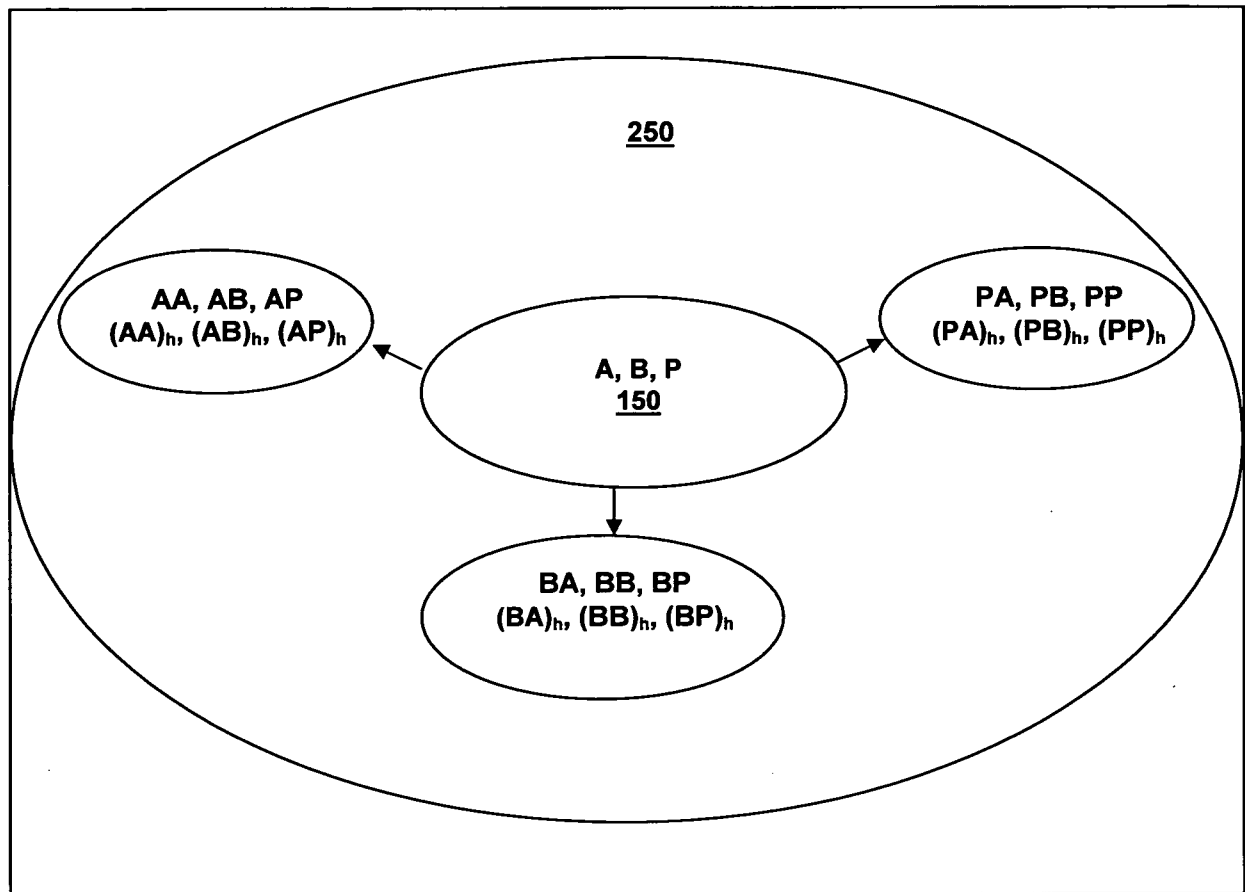 250
AA, AB, AP
(AA)h, (AB)h, (AP)h
PA, PB, PP
(PA)h, (PB)h, (PP)h
A, B, P
150
BA, BB, BP
(BA)h, (BB)h, (BP)h